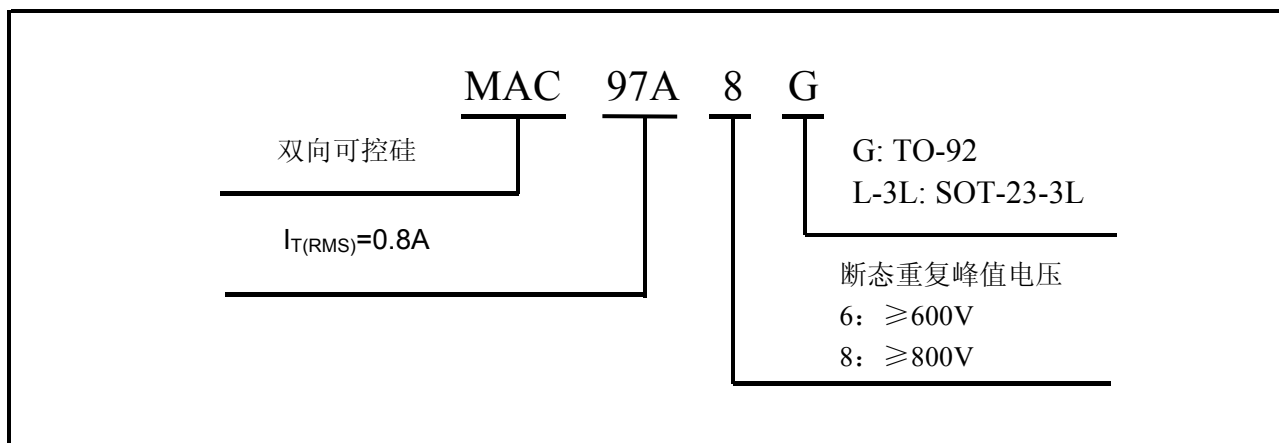 MAC 97A 8 G
双向可控硅
G: TO-92
L-3L: SOT-23-3L
I_T(RMS)=0.8A
断态重复峰值电压
6：≥600V
8：≥800V